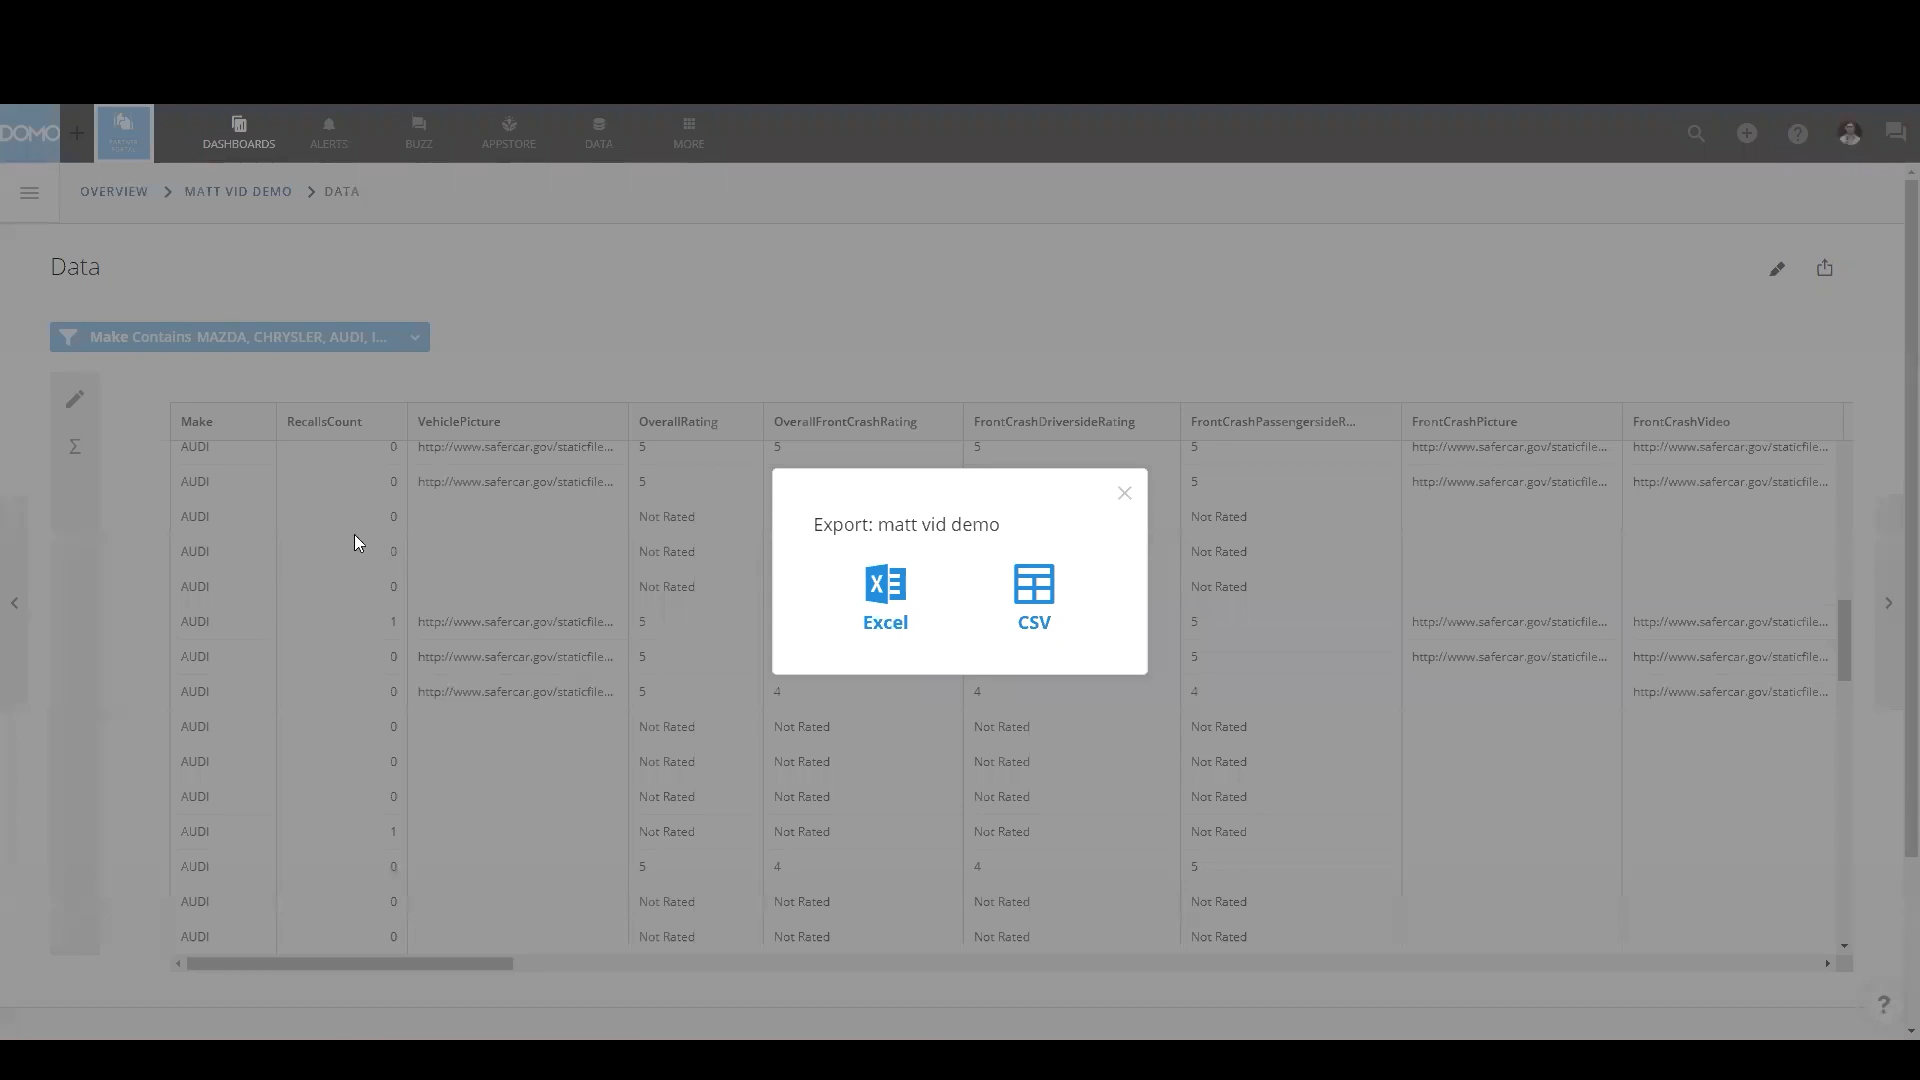 DOMO
+
PARTNER
PORTAL
DASHBOARDS ALERTS BUZZ APPSTORE DATA MORE
OVERVIEW > MATT VID DEMO > DATA
Data
Make Contains MAZDA, CHRYSLER, AUDI, I...
Make RecallsCount VehiclePicture OverallRating OverallFrontCrashRating FrontCrashDriversideRating FrontCrashPassengersideR... FrontCrashPicture FrontCrashVideo
AUDI 0 http://www.safercar.gov/staticfile... 5 5 5 5 http://www.safercar.gov/staticfile... http://www.safercar.gov/staticfile...
AUDI 0 http://www.safercar.gov/staticfile... 5 5 http://www.safercar.gov/staticfile... http://www.safercar.gov/staticfile...
AUDI 0 Not Rated Not Rated
AUDI 0 Not Rated Not Rated
AUDI 0 Not Rated Not Rated
AUDI 1 http://www.safercar.gov/staticfile... 5 5 http://www.safercar.gov/staticfile... http://www.safercar.gov/staticfile...
AUDI 0 http://www.safercar.gov/staticfile... 5 5 http://www.safercar.gov/staticfile... http://www.safercar.gov/staticfile...
AUDI 0 http://www.safercar.gov/staticfile... 5 4 4 4 http://www.safercar.gov/staticfile...
AUDI 0 Not Rated Not Rated Not Rated Not Rated
AUDI 0 Not Rated Not Rated Not Rated Not Rated
AUDI 0 Not Rated Not Rated Not Rated Not Rated
AUDI 1 Not Rated Not Rated Not Rated Not Rated
AUDI 0 5 4 4 5
AUDI 0 Not Rated Not Rated Not Rated Not Rated
AUDI 0 Not Rated Not Rated Not Rated Not Rated
Export: matt vid demo
Excel CSV